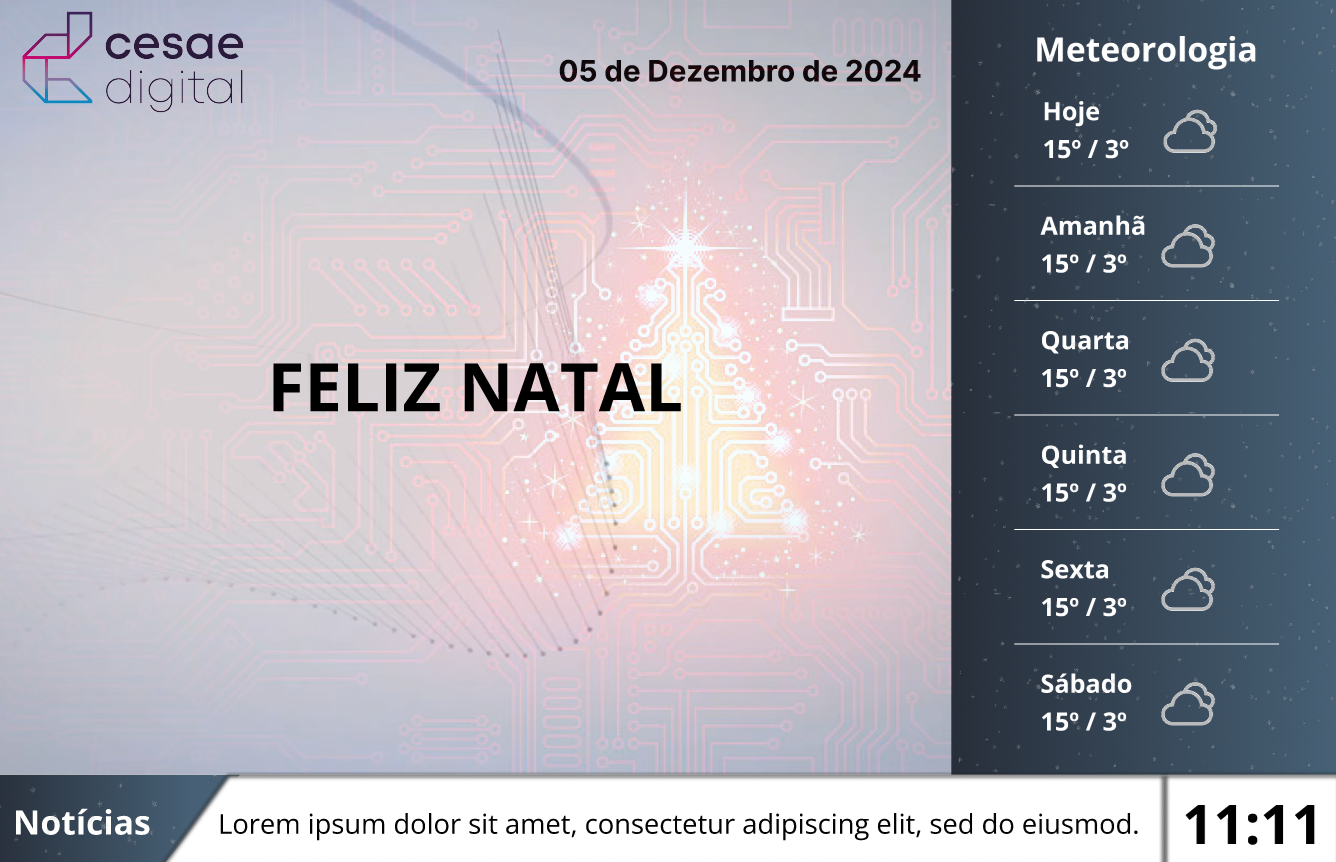 cesae
digital
05 de Dezembro de 2024
FELIZ NATAL
Meteorologia
Hoje
15º / 3º
Amanhã
15º / 3º
Quarta
15º / 3º
Quinta
15º / 3º
Sexta
15º / 3º
Sábado
15º / 3º
Notícias
Lorem ipsum dolor sit amet, consectetur adipiscing elit, sed do eiusmod.
11:11